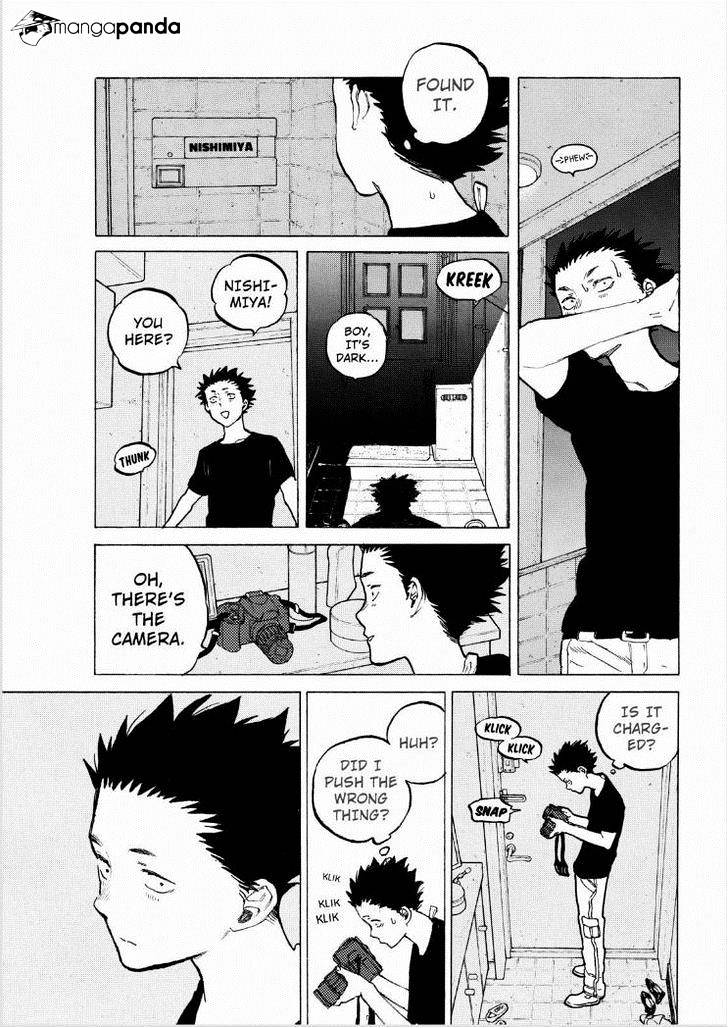 mangapanda
PHEW
FOUND
IT.
NISHIMIYA
KREEK
BOY,
IT'S
DARK...
NISHI-
MIYA!
YOU
HERE?
THUNK
OH,
THERE'S
THE
CAMERA.
IS IT
CHARG-
ED?
KLICK
KLICK
SNAP
HUH?
DID I
PUSH THE
WRONG
THING?
KLIK
KLIK
KLIK